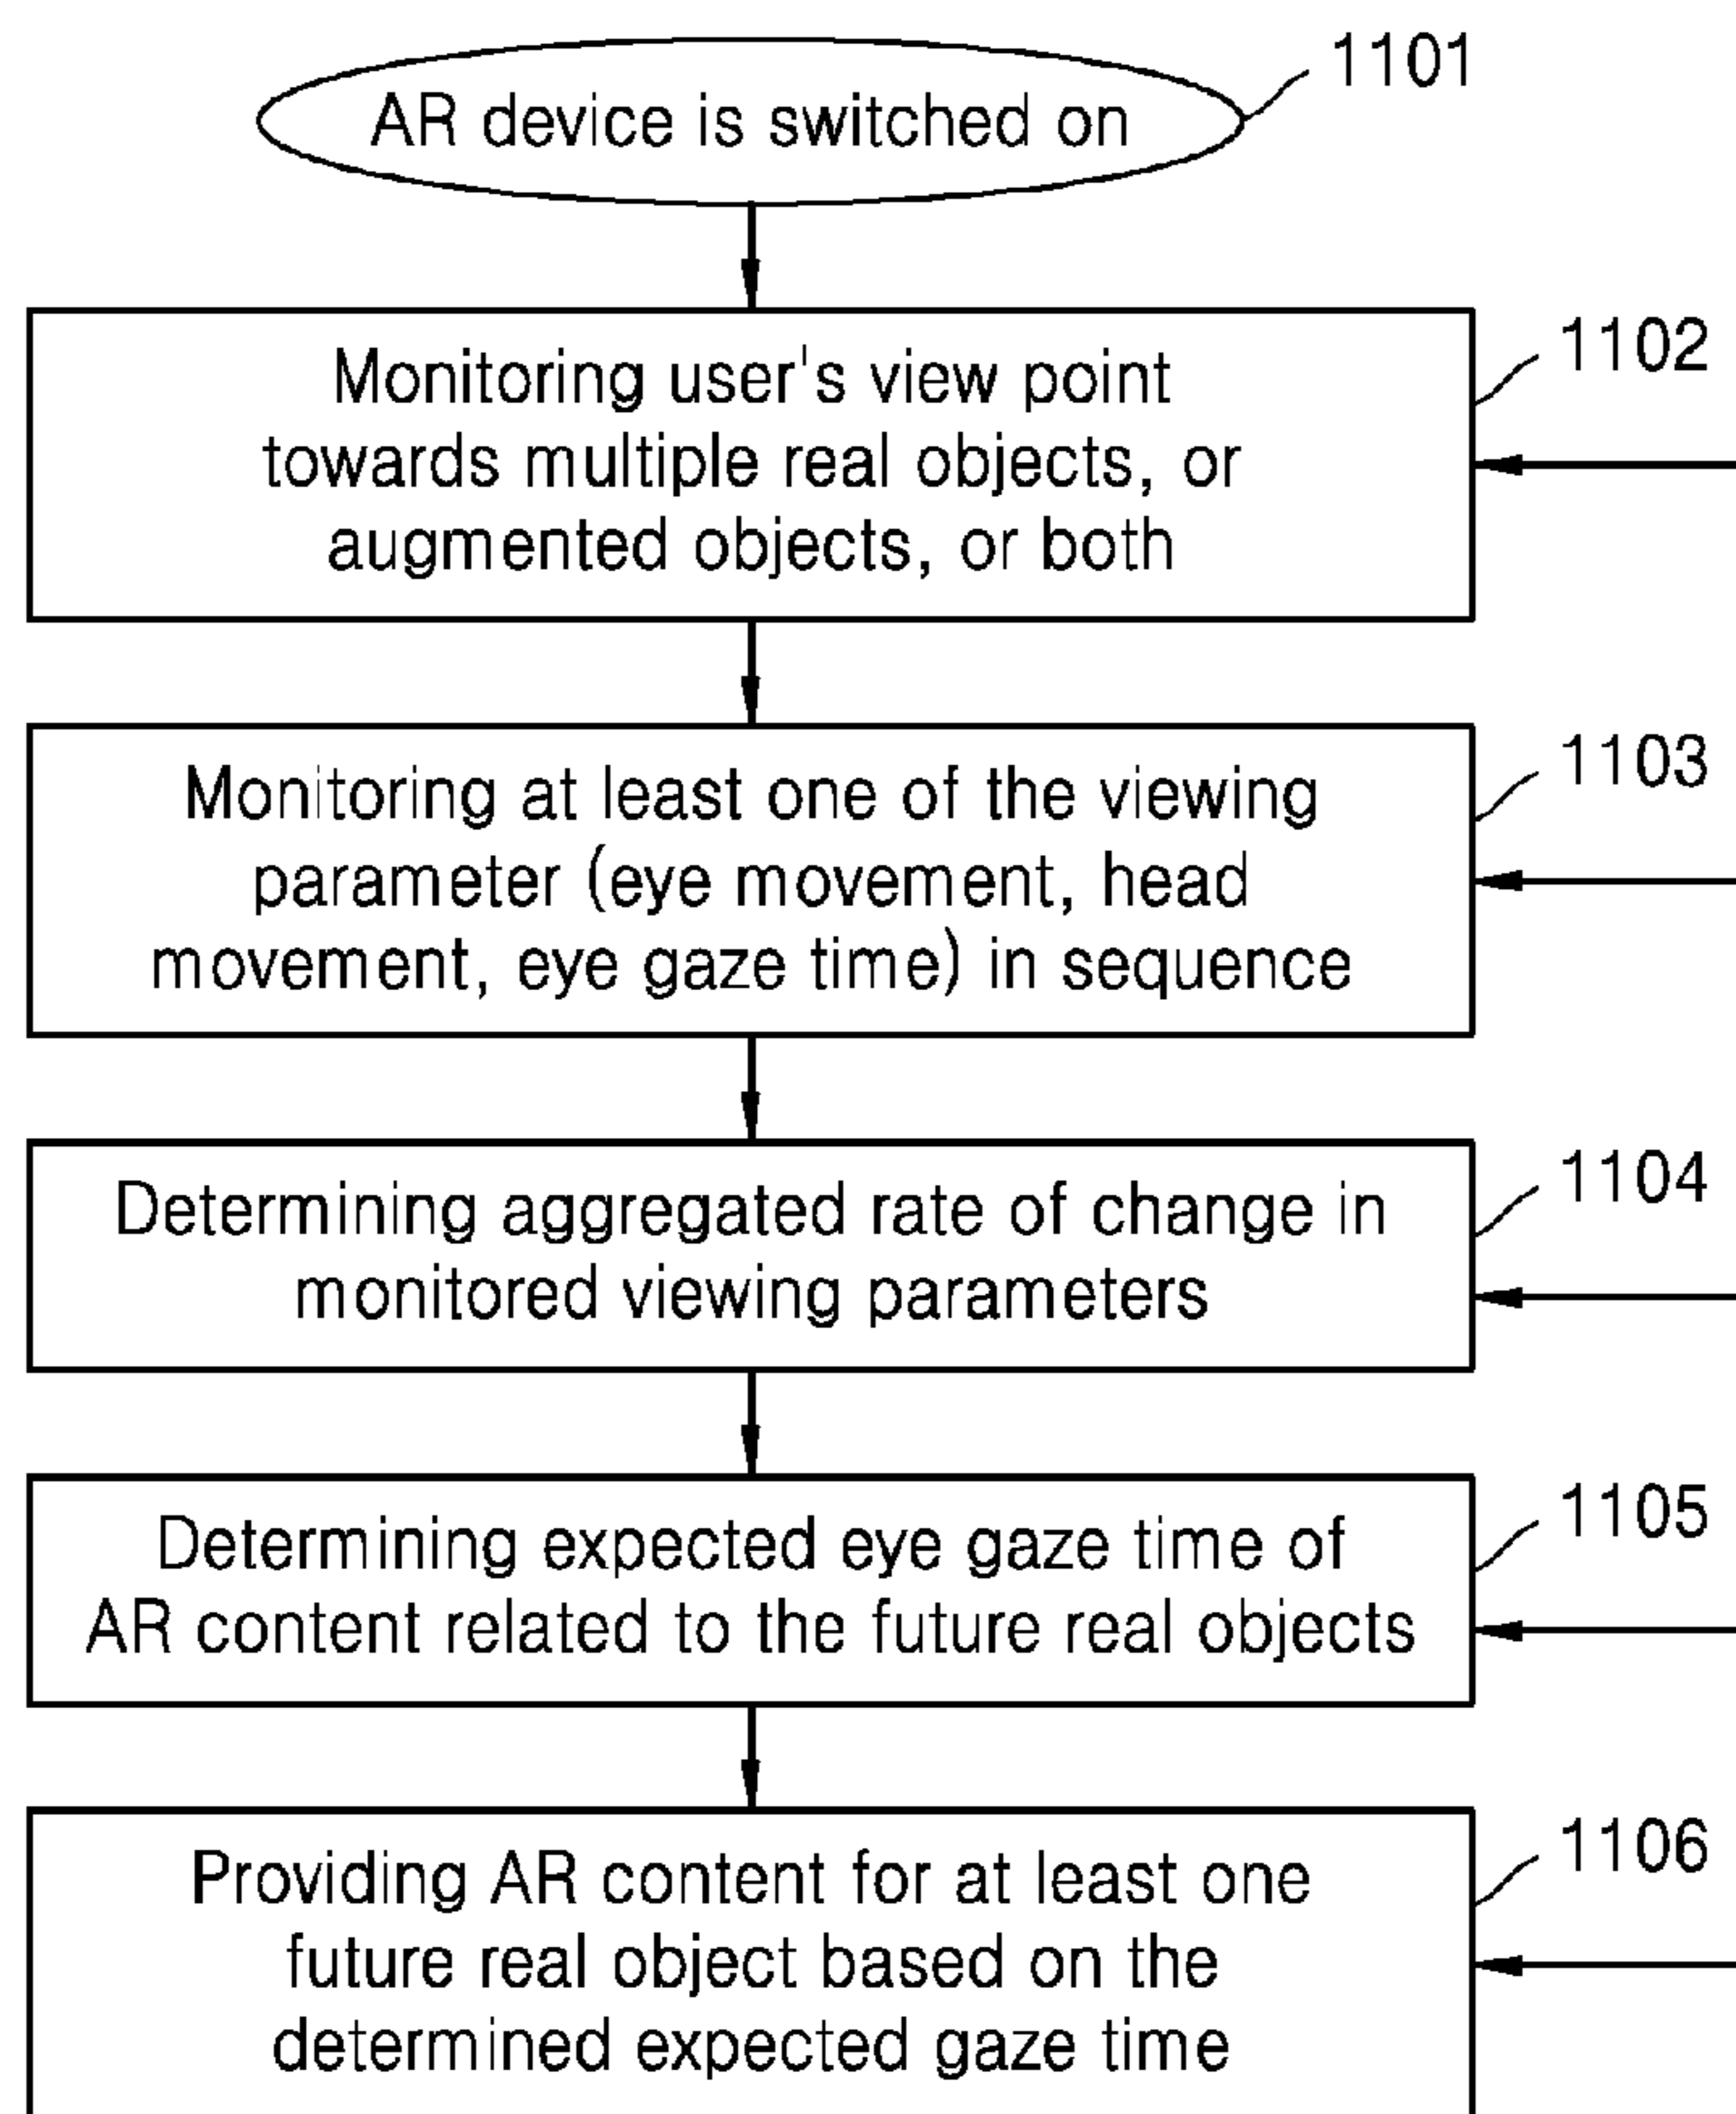 AR device is switched on
1101
Monitoring user's view point
towards multiple real objects, or
augmented objects, or both
1102
Monitoring at least one of the viewing
parameter (eye movement, head
movement, eye gaze time) in sequence
1103
Determining aggregated rate of change in
monitored viewing parameters
1104
Determining expected eye gaze time of
AR content related to the future real objects
1105
Providing AR content for at least one
future real object based on the
determined expected gaze time
1106